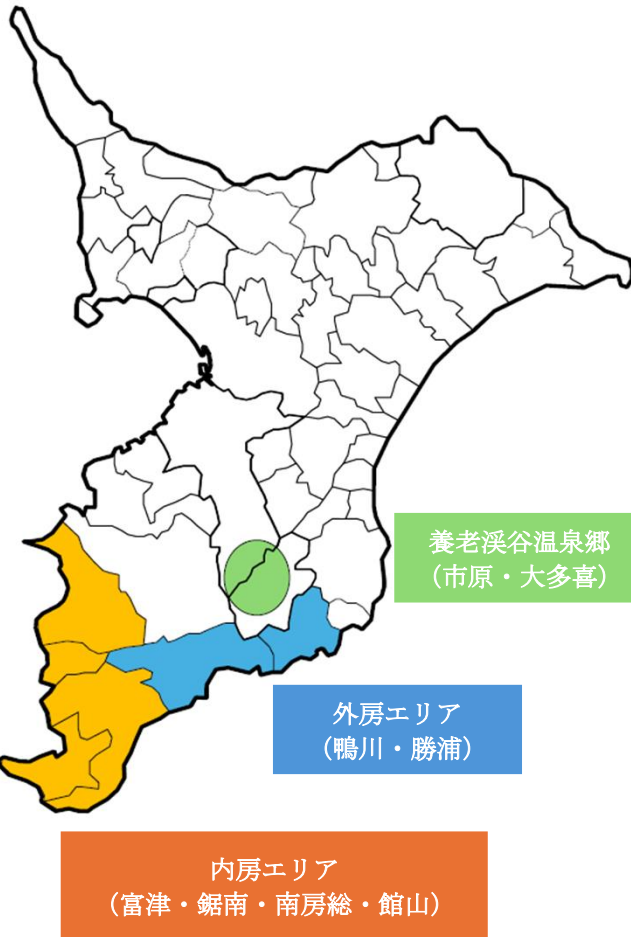 養老渓谷温泉郷
（市原・大多喜）
外房エリア
（鴨川・勝浦）
内房エリア
（富津・鋸南・南房総・館山）